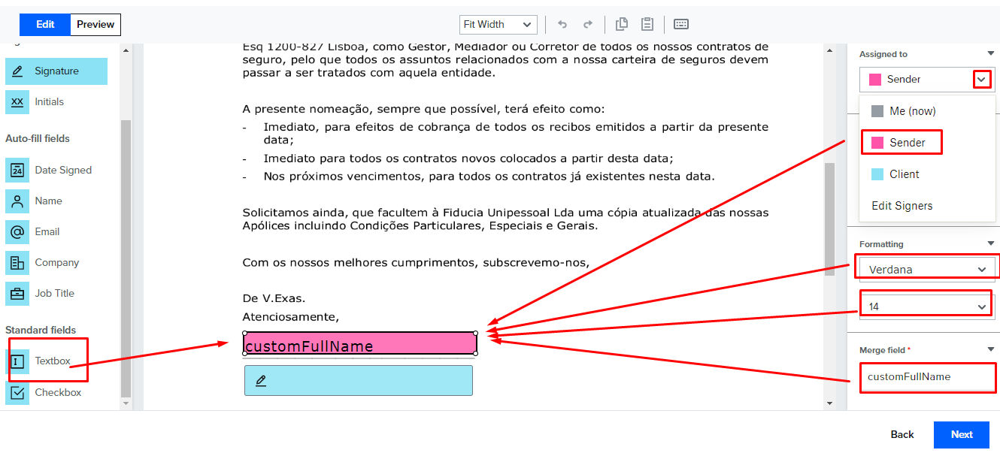 Edit
Preview
Fit Width
Signature
XX Initials
Auto-fill fields
24 Date Signed
Name
@ Email
Company
Job Title
Standard fields
I Textbox
Checkbox
Esq 1200-827 Lisboa, como Gestor, Mediador ou Corretor de todos os nossos contratos de
seguro, pelo que todos os assuntos relacionados com a nossa carteira de seguros devem
passar a ser tratados com aquela entidade.
A presente nomeação, sempre que possível, terá efeito como:
- Imediato, para efeitos de cobrança de todos os recibos emitidos a partir da presente
data;
- Imediato para todos os contratos novos colocados a partir desta data;
- Nos próximos vencimentos, para todos os contratos já existentes nesta data.
Solicitamos ainda, que facultem à Fiducia Unipessoal Lda uma cópia atualizada das nossas
Apólices incluindo Condições Particulares, Especiais e Gerais.
Com os nossos melhores cumprimentos, subscrevemo-nos,
De V.Exas.
Atenciosamente,
customFullName
Assigned to
Sender
Me (now)
Sender
Client
Edit Signers
Formatting
Verdana
14
Merge field *
customFullName
Back
Next